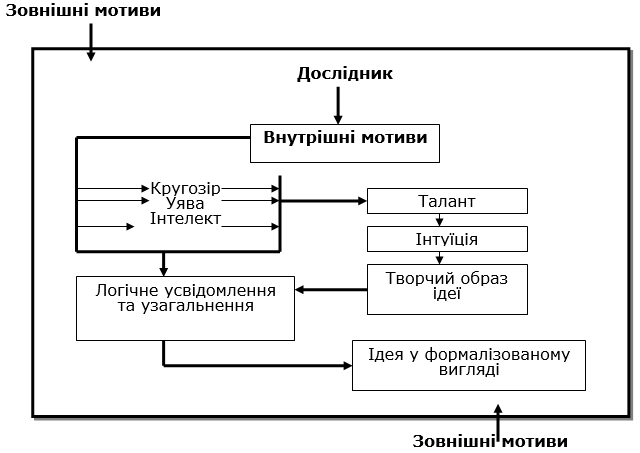 Зовнішні мотиви
Дослідник
Внутрішні мотиви
Кругозір
Уява
Інтелект
Талант
Інтуїція
Творчий образ
ідеї
Логічне усвідомлення
та узагальнення
Ідея у формалізованому
вигляді
Зовнішні мотиви